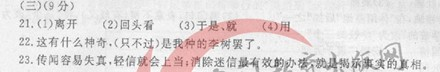 (三)(9分)
21.(1)离开 (2)回头看 (3)于是、就 (4)用
22.这有什么神奇,(只不过)是我种的李树罢了。
23.传闻容易失真,轻信就会上当;消除迷信最有效的办法,就是揭示事实的真相。